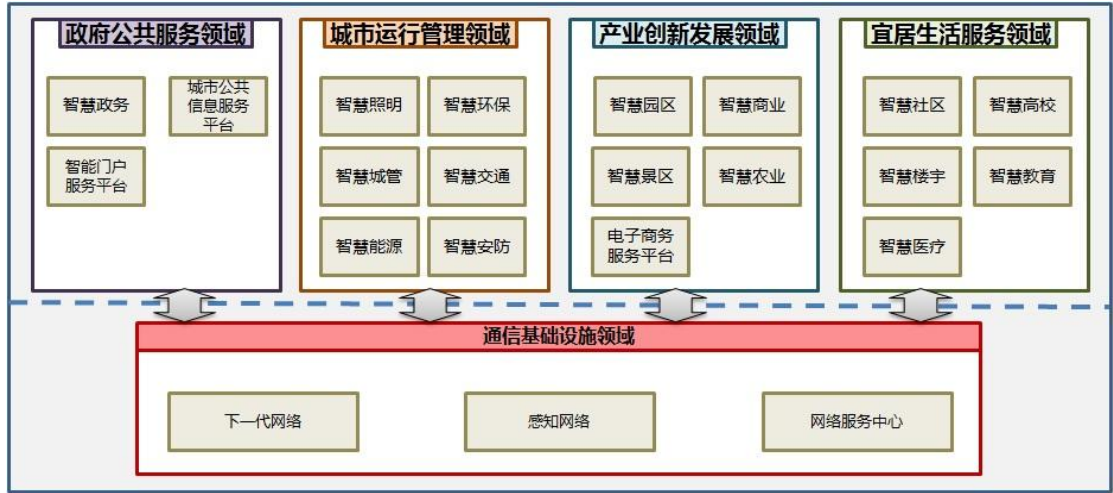 政府公共服务领域
智慧政务
城市公共
信息服务
平台
智能门户
服务平台
城市运行管理领域
智慧照明
智慧环保
智慧城管
智慧交通
智慧能源
智慧安防
产业创新发展领域
智慧园区
智慧商业
智慧景区
智慧农业
电子商务
服务平台
宜居生活服务领域
智慧社区
智慧高校
智慧楼宇
智慧教育
智慧医疗
通信基础设施领域
下一代网络
感知网络
网络服务中心